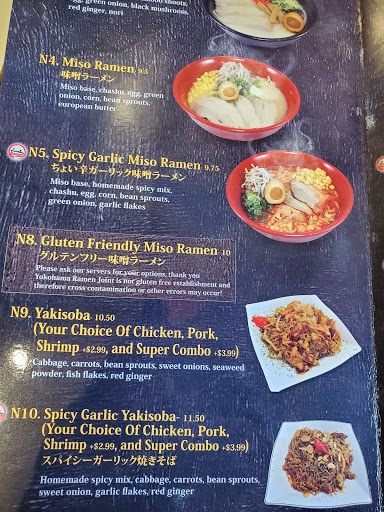 egg, green onion, black mushroom,
red ginger, nori
N4. Miso Ramen 9.5
味噌ラーメン
Miso base, chashu, egg, green
onion, corn, bean sprouts,
european butter
N5. Spicy Garlic Miso Ramen 9.75
ちょい辛ガーリック味噌ラーメン
Miso base, homemade spicy mix,
chashu, egg, corn, bean sprouts,
green onion, garlic flakes
N8. Gluten Friendly Miso Ramen 10
グルテンフリー味噌ラーメン
Please ask our servers for your options, thank you
Yokohama Ramen Joint is not gluten free establishment and
therefore cross contamination or other errors may occur!
N9. Yakisoba 10.50
(Your Choice Of Chicken, Pork,
Shrimp +$2.99, and Super Combo +$3.99)
Cabbage, carrots, bean sprouts, sweet onions, seaweed
powder, fish flakes, red ginger
N10. Spicy Garlic Yakisoba- 11.50
(Your Choice Of Chicken, Pork,
Shrimp +$2.99, and Super Combo +$3.99)
スパイシーガーリック焼きそば
Homemade spicy mix, cabbage, carrots, bean sprouts,
sweet onion, garlic flakes, red ginger